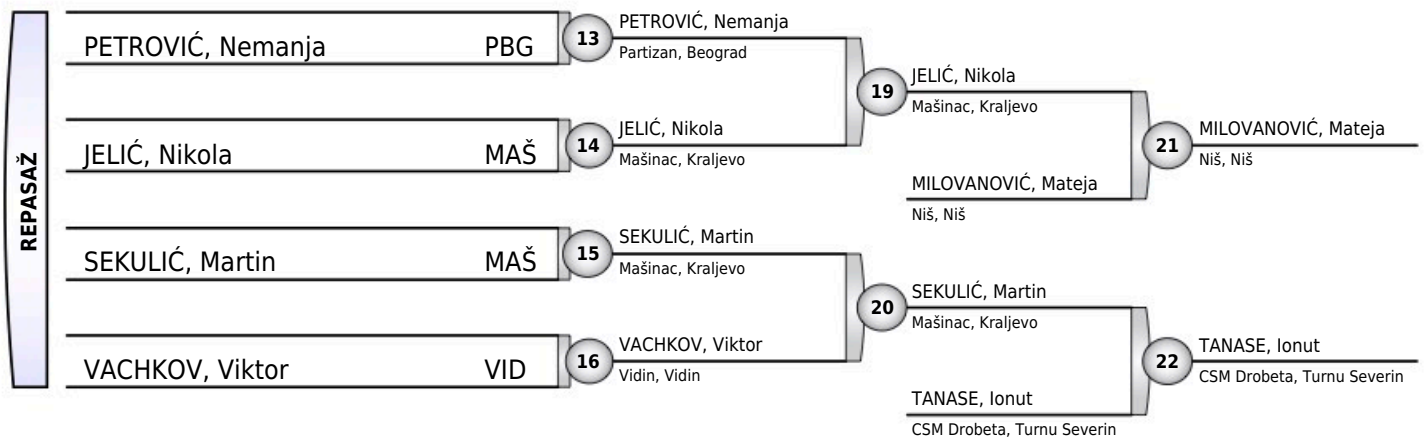 REPASAŽ
PETROVIĆ, Nemanja PBG
13
PETROVIĆ, Nemanja
Partizan, Beograd
JELIĆ, Nikola MAŠ
14
JELIĆ, Nikola
Mašinac, Kraljevo
19
JELIĆ, Nikola
Mašinac, Kraljevo
MILOVANOVIĆ, Mateja
Niš, Niš
21
MILOVANOVIĆ, Mateja
Niš, Niš
SEKULIĆ, Martin MAŠ
15
SEKULIĆ, Martin
Mašinac, Kraljevo
VACHKOV, Viktor VID
16
VACHKOV, Viktor
Vidin, Vidin
20
SEKULIĆ, Martin
Mašinac, Kraljevo
TANASE, Ionut
CSM Drobeta, Turnu Severin
22
TANASE, Ionut
CSM Drobeta, Turnu Severin